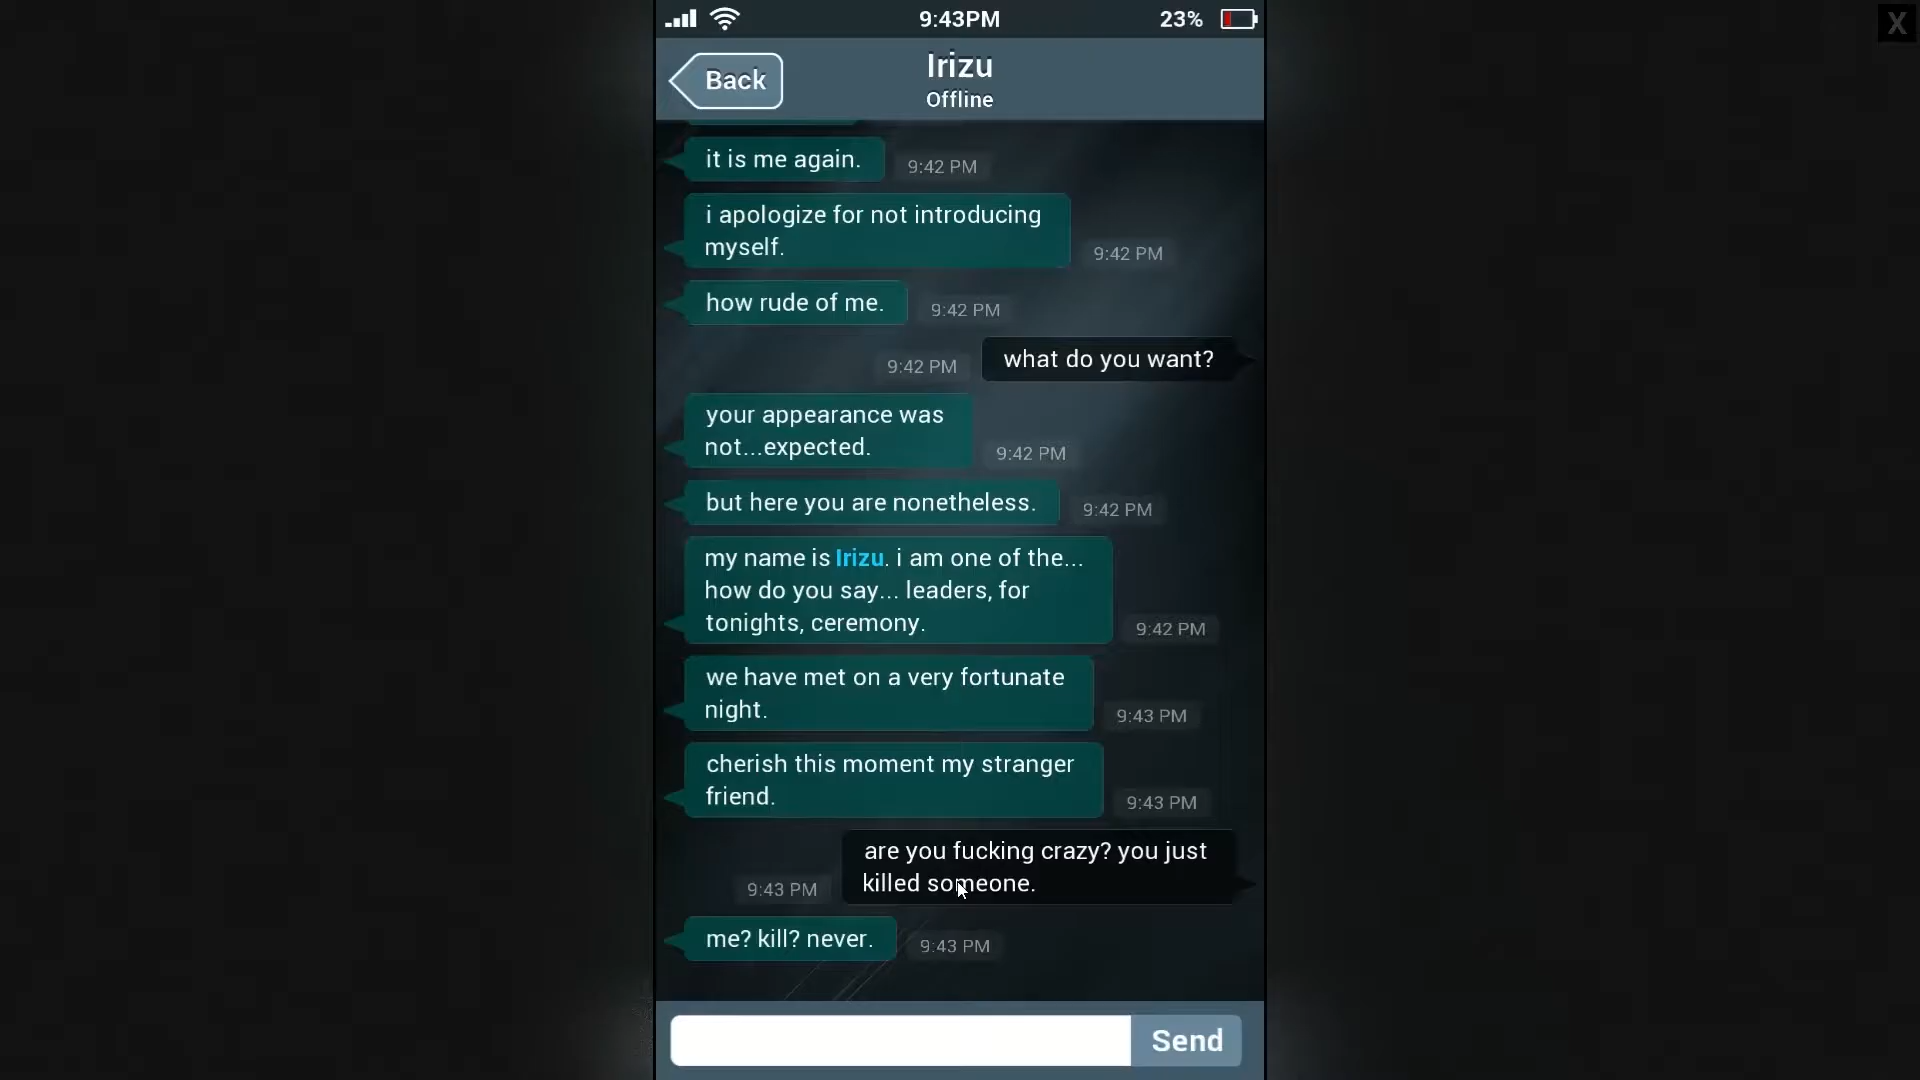 9:43PM
23%
X
Back
Irizu
Offline
it is me again.
9:42 PM
i apologize for not introducing
myself.
9:42 PM
how rude of me.
9:42 PM
9:42 PM
what do you want?
your appearance was
not...expected.
9:42 PM
but here you are nonetheless.
9:42 PM
my name is Irizu. i am one of the...
how do you say... leaders, for
tonights, ceremony.
9:42 PM
we have met on a very fortunate
night.
9:43 PM
cherish this moment my stranger
friend.
9:43 PM
are you fucking crazy? you just
killed someone.
9:43 PM
me? kill? never.
9:43 PM
Send